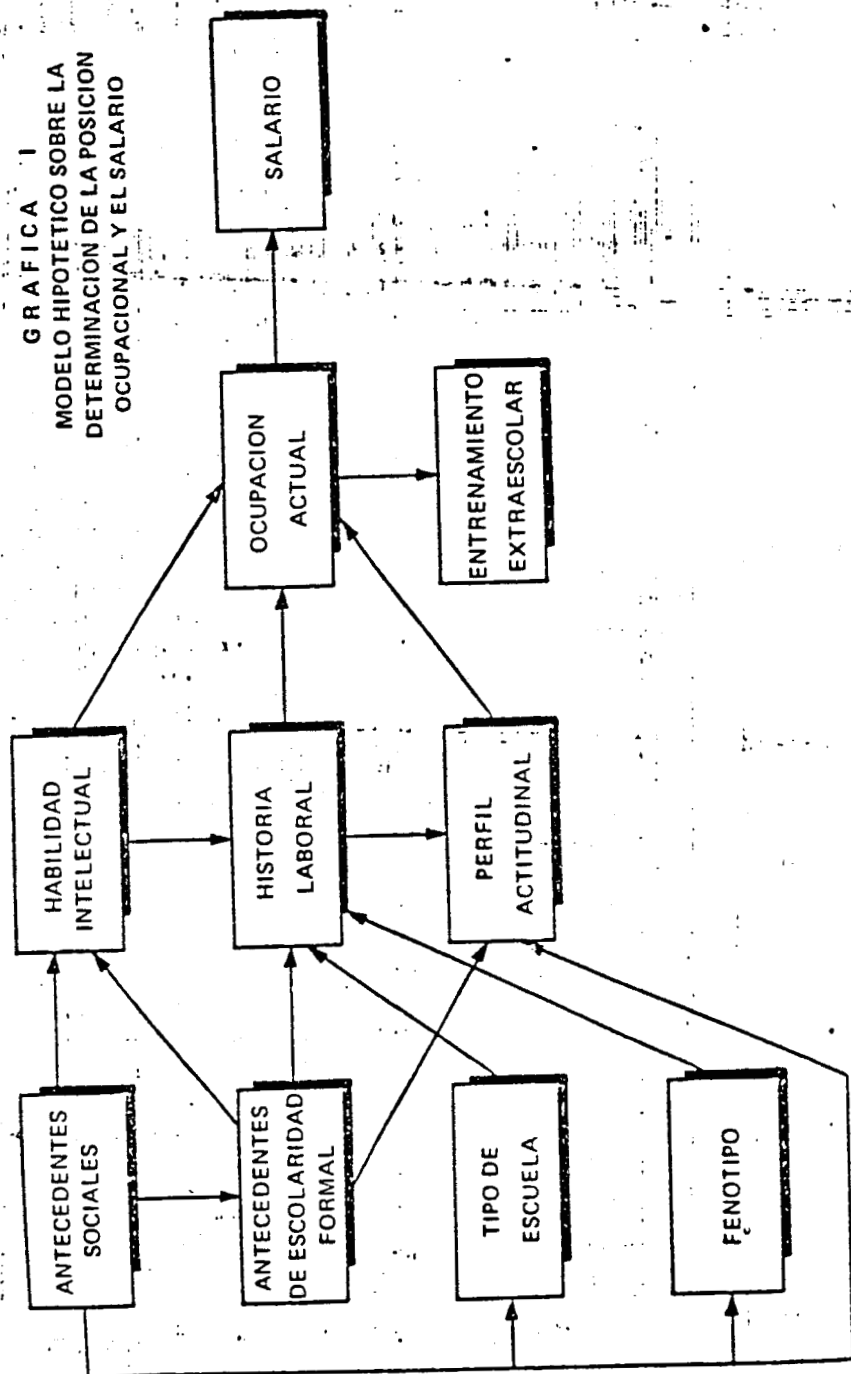 GRAFICA I
MODELO HIPOTETICO SOBRE LA
DETERMINACION DE LA POSICION
OCUPACIONAL Y EL SALARIO
ANTECEDENTES
SOCIALES
HABILIDAD
INTELECTUAL
SALARIO
ANTECEDENTES
DE ESCOLARIDAD
FORMAL
HISTORIA
LABORAL
OCUPACION
ACTUAL
TIPO DE
ESCUELA
PERFIL
ACTITUDINAL
ENTRENAMIENTO
EXTRAESCOLAR
FENOTIPO